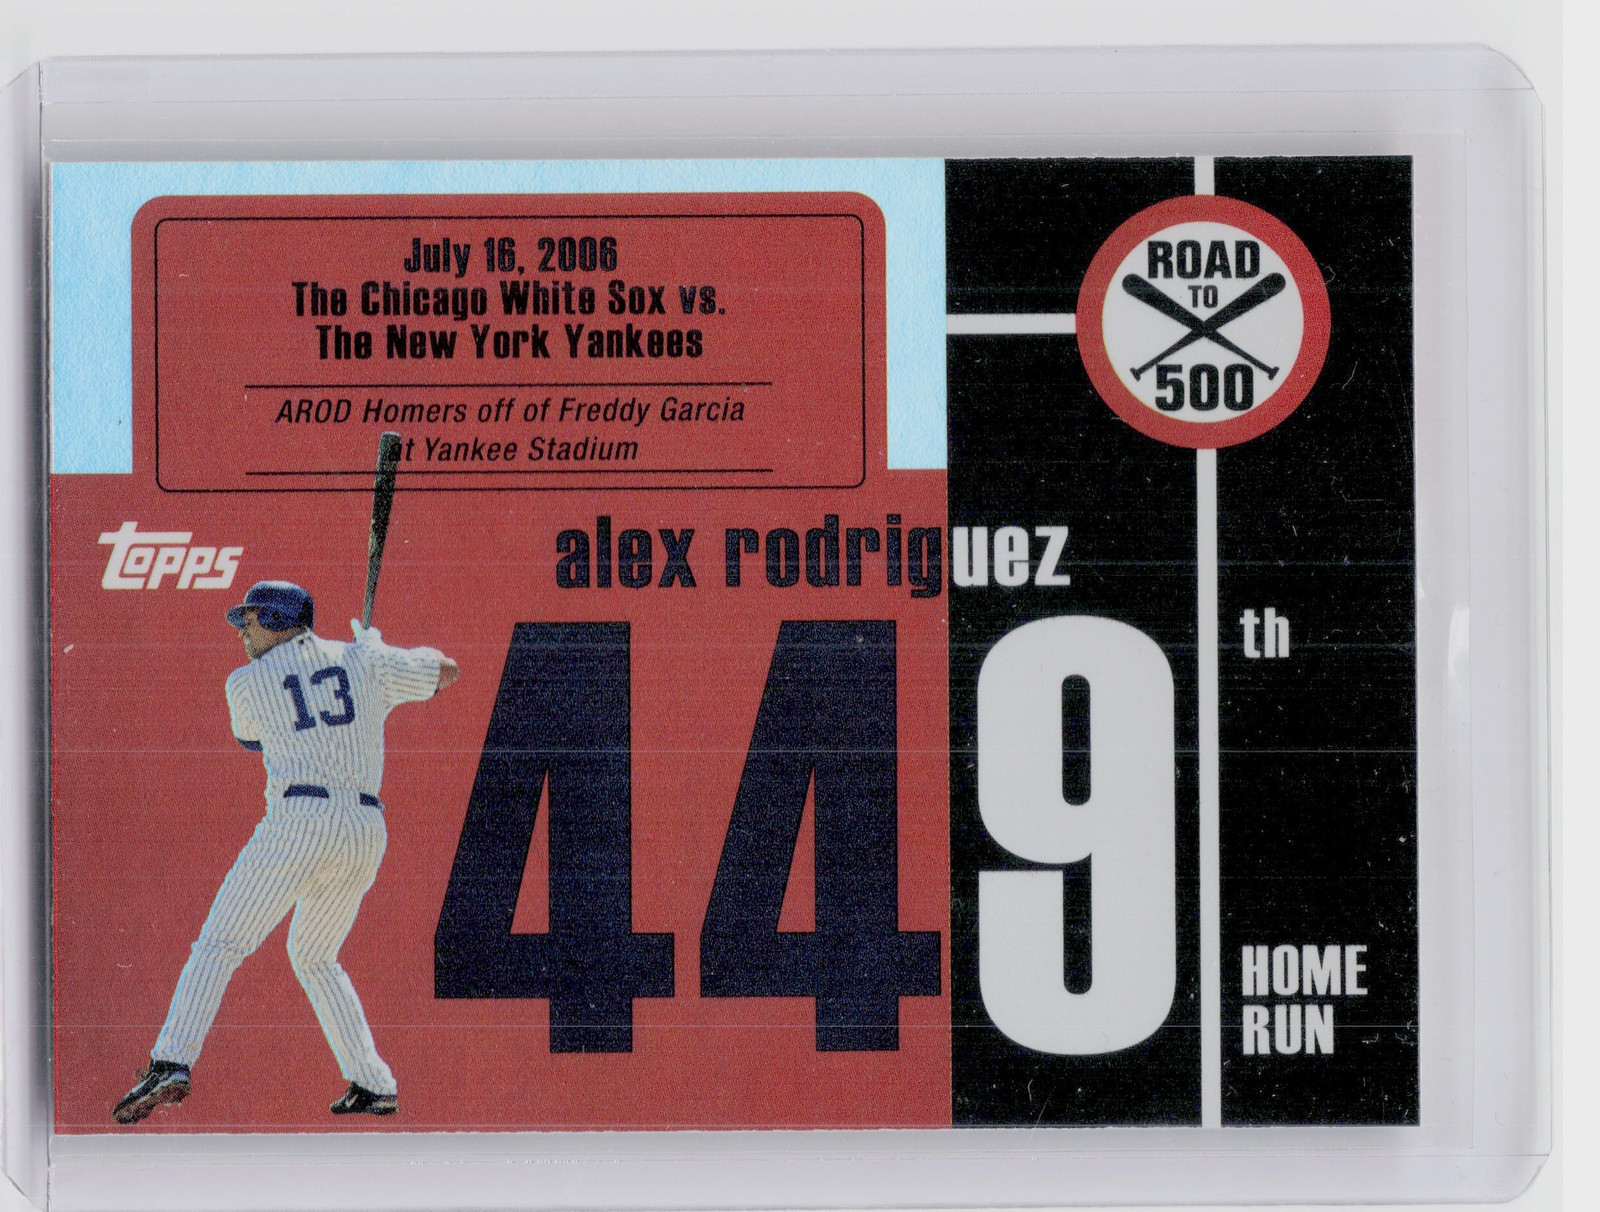 July 16, 2006
The Chicago White Sox vs.
The New York Yankees
AROD Homers off of Freddy Garcia
at Yankee Stadium
ROAD
TO
500
topps
alex rodriguez
13
449
th
HOME
RUN